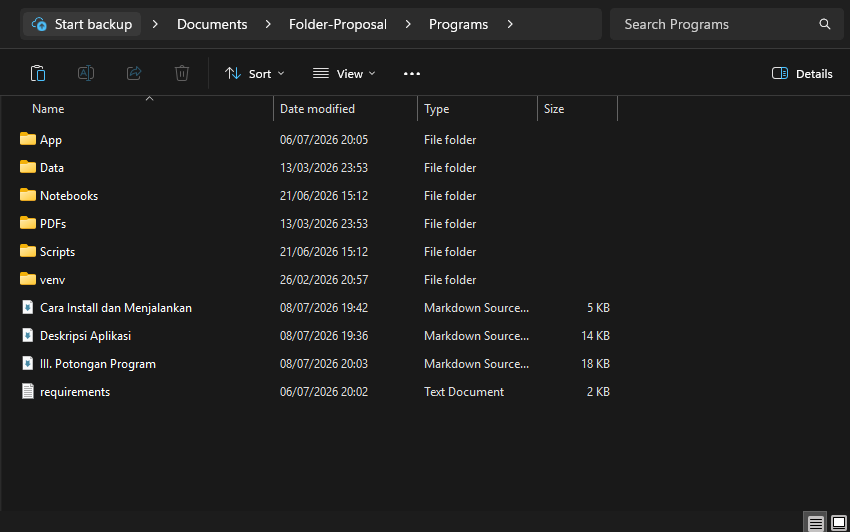 Start backup > Documents > Folder-Proposal > Programs > Search Programs
Sort View ... Details
Name Date modified Type Size
App 06/07/2026 20:05 File folder
Data 13/03/2026 23:53 File folder
Notebooks 21/06/2026 15:12 File folder
PDFs 13/03/2026 23:53 File folder
Scripts 21/06/2026 15:12 File folder
venv 26/02/2026 20:57 File folder
Cara Install dan Menjalankan 08/07/2026 19:42 Markdown Source... 5 KB
Deskripsi Aplikasi 08/07/2026 19:36 Markdown Source... 14 KB
III. Potongan Program 08/07/2026 20:03 Markdown Source... 18 KB
requirements 06/07/2026 20:02 Text Document 2 KB